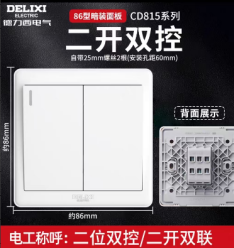 DELIXI
ELECTRIC
德力西电气
86型暗装面板 CD815系列
二开双控
自带25mm螺丝2根(安装孔距60mm)
背面展示
约86mm
DELIXI
约86mm
电工称呼:二位双控/二开双联